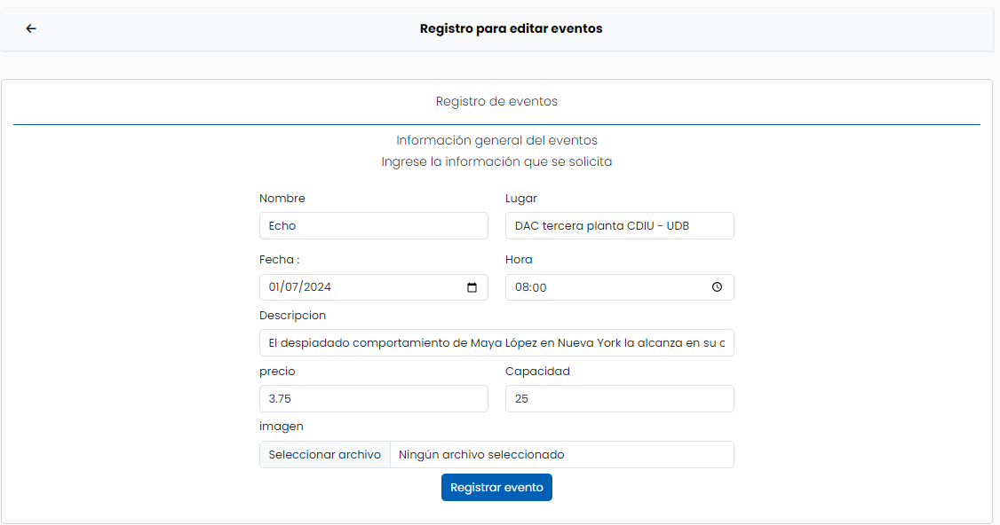 Registro para editar eventos
Registro de eventos
Información general del eventos
Ingrese la información que se solicita
Nombre
Lugar
Echo
DAC tercera planta CDIU - UDB
Fecha :
Hora
01/07/2024
08:00
Descripcion
El despiadado comportamiento de Maya López en Nueva York la alcanza en su
precio
Capacidad
3.75
25
imagen
Seleccionar archivo
Ningún archivo seleccionado
Registrar evento